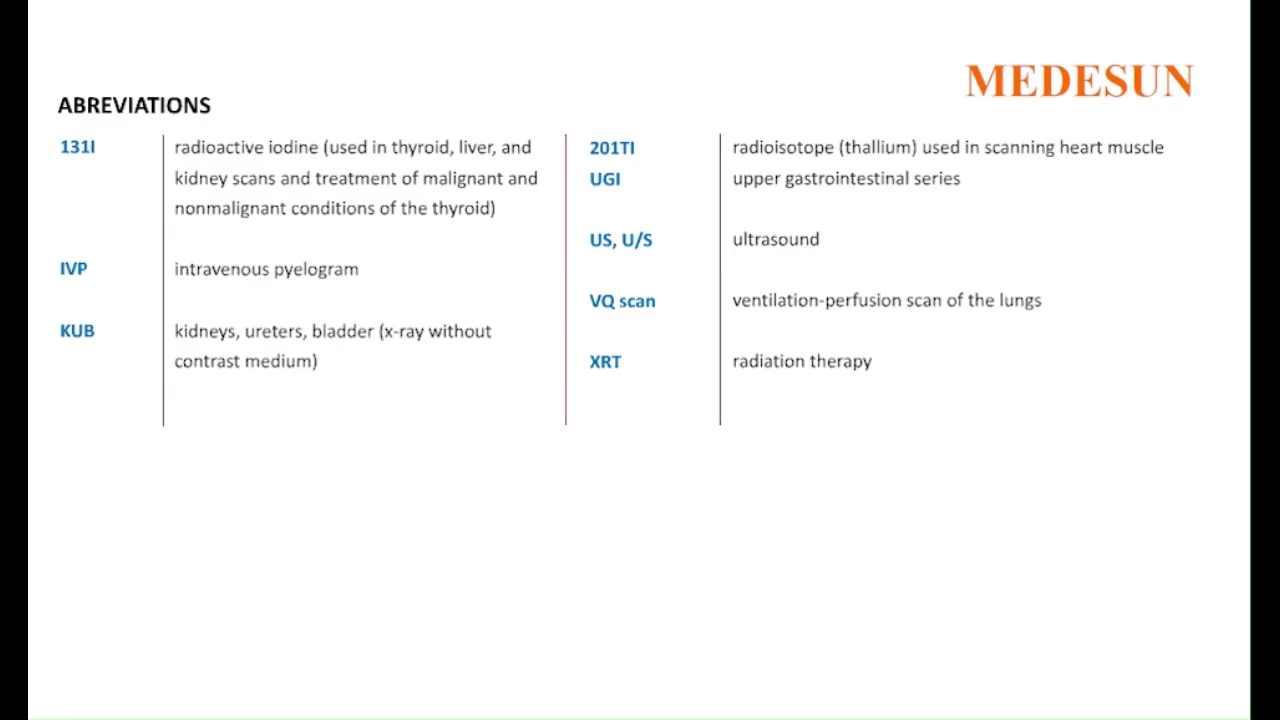 MEDESUN
ABREVIATIONS
131I radioactive iodine (used in thyroid, liver, and
kidney scans and treatment of malignant and
nonmalignant conditions of the thyroid)
IVP intravenous pyelogram
KUB kidneys, ureters, bladder (x-ray without
contrast medium)
201TI radioisotope (thallium) used in scanning heart muscle
UGI upper gastrointestinal series
US, U/S ultrasound
VQ scan ventilation-perfusion scan of the lungs
XRT radiation therapy